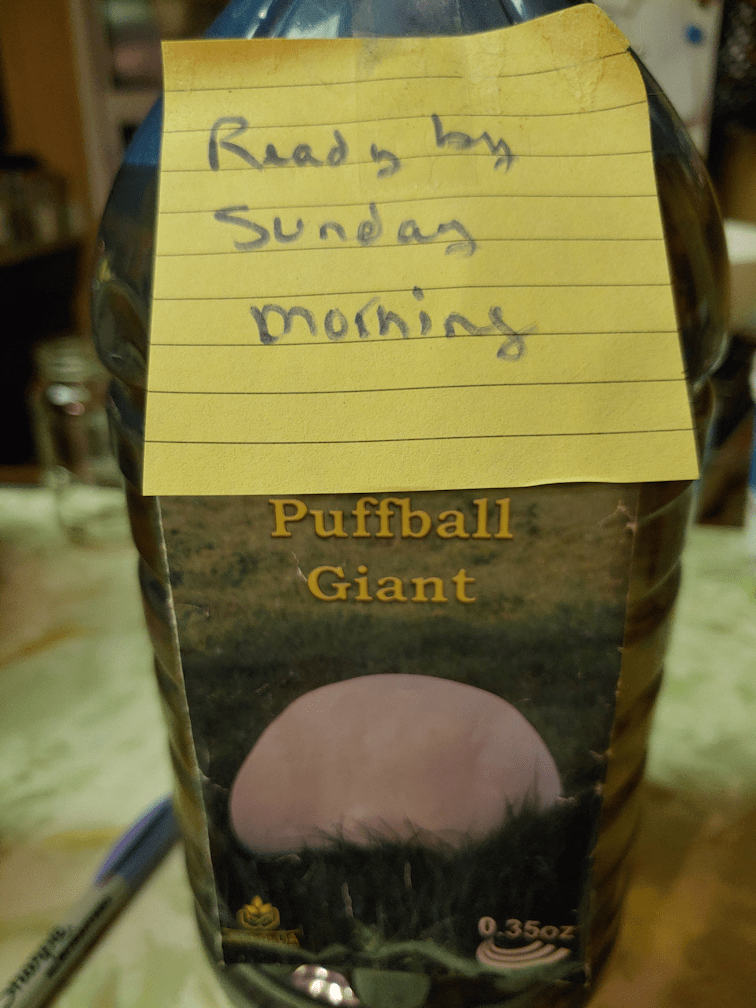 Ready by
Sunday
morning
Puffball
Giant
0.35oz